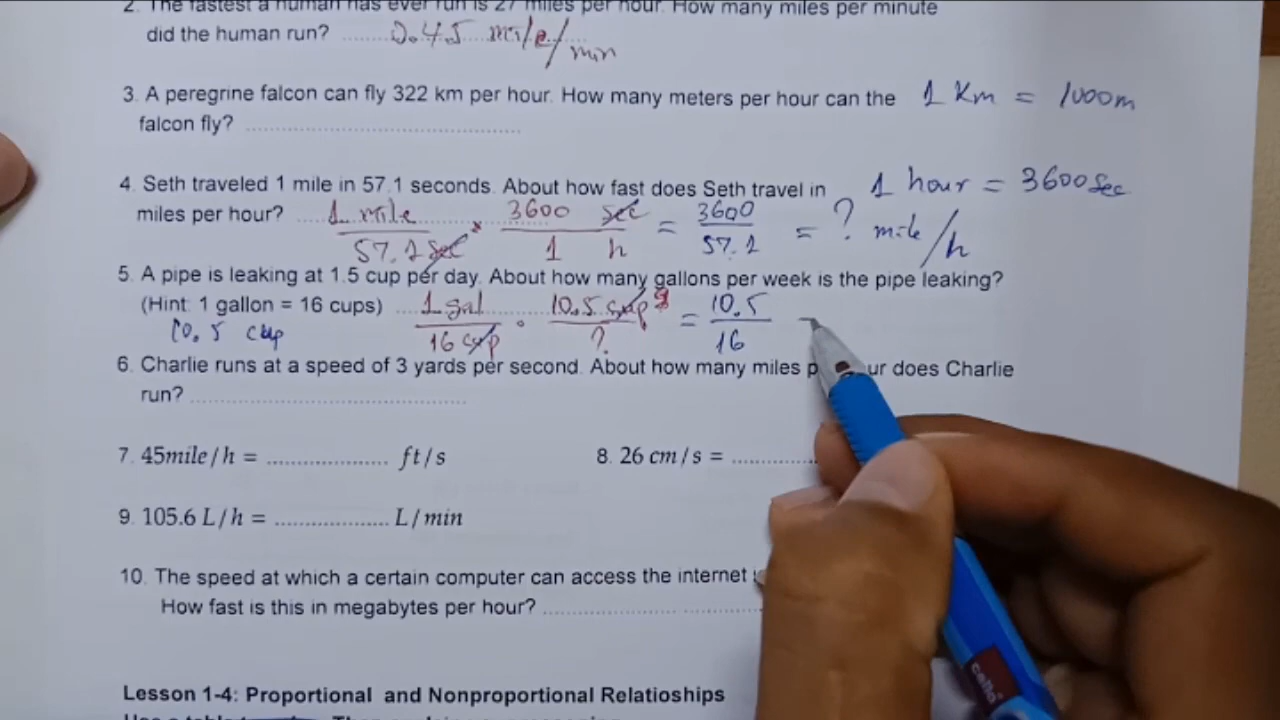 2. The fastest a human has ever run is 27 miles per hour. How many miles per minute
did the human run? ........ 0.45 mile/min
3. A peregrine falcon can fly 322 km per hour. How many meters per hour can the 1 Km = 1000m
falcon fly? ........................................
4. Seth traveled 1 mile in 57.1 seconds. About how fast does Seth travel in 1 hour = 3600 Sec
miles per hour? 1 mile / 57.1 sec × 3600 sec / 1 h = 3600 / 57.1 = ? mile/h
5. A pipe is leaking at 1.5 cup per day. About how many gallons per week is the pipe leaking?
(Hint: 1 gallon = 16 cups) 1 gal / 16 cup · 10.5 cup / ? = 10.5 / 16
10.5 cup
6. Charlie runs at a speed of 3 yards per second. About how many miles does Charlie
run? ........................................
7. 45mile/h = .................. ft/s 8. 26 cm/s = ............
9. 105.6 L/h = ................. L/min
10. The speed at which a certain computer can access the internet
How fast is this in megabytes per hour? ................................
Lesson 1-4: Proportional and Nonproportional Relatioships
cello